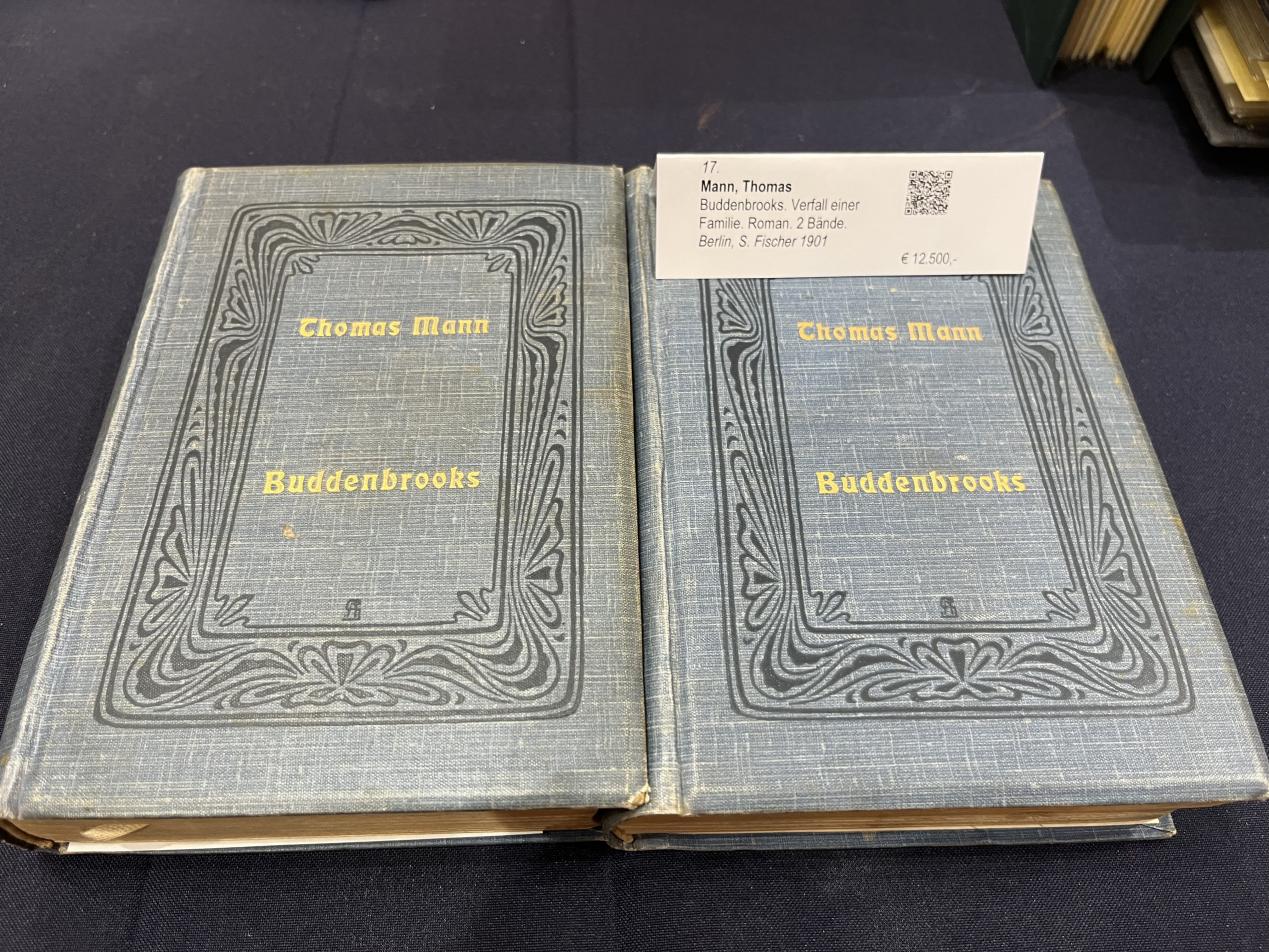 17.
Mann, Thomas
Buddenbrooks. Verfall einer
Familie. Roman. 2 Bände.
Berlin, S. Fischer 1901
€ 12.500,-
Thomas Mann
Buddenbrooks
Thomas Mann
Buddenbrooks